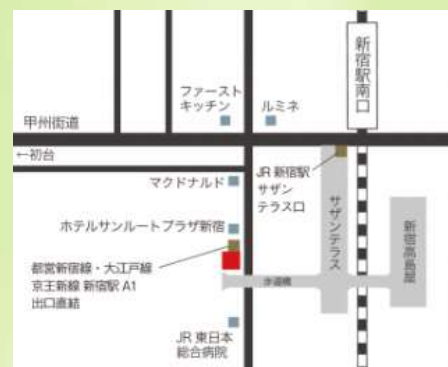 新宿駅南口
ファースト
キッチン
ルミネ
甲州街道
←初台
マクドナルド
JR 新宿駅
サザン
テラス口
サザンテラス
新宿高島屋
ホテルサンルートプラザ新宿
都営新宿線・大江戸線
京王新線 新宿駅 A1
出口直結
歩道橋
JR 東日本
総合病院